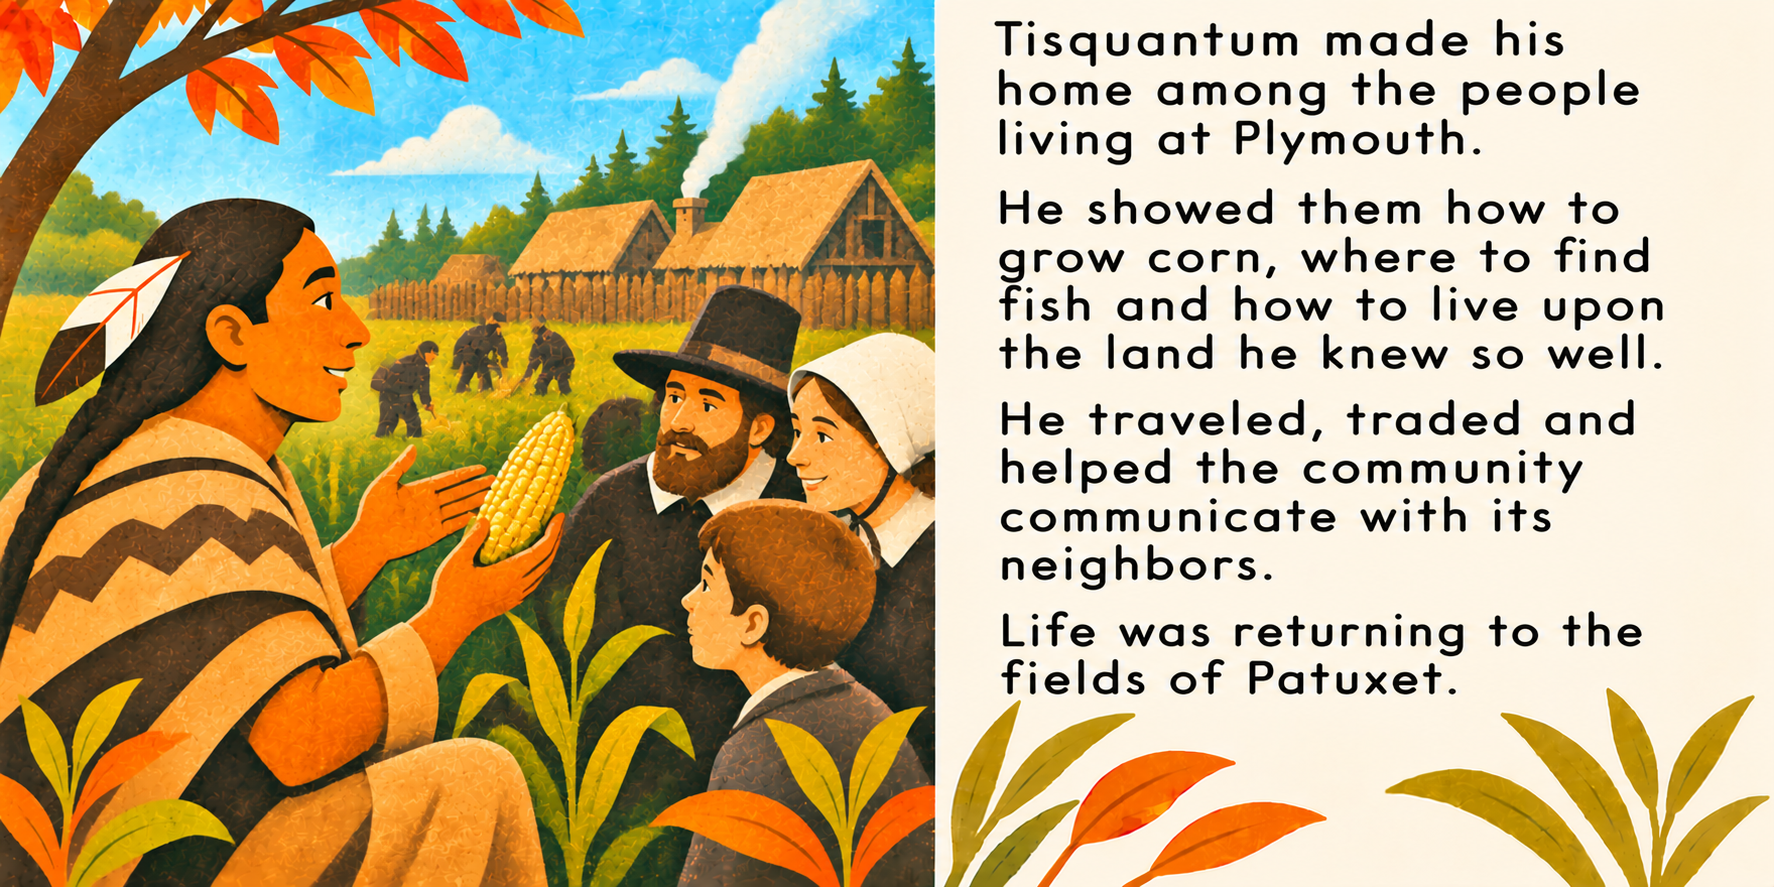 Tisquantum made his
home among the people
living at Plymouth.
He showed them how to
grow corn, where to find
fish and how to live upon
the land he knew so well.
He traveled, traded and
helped the community
communicate with its
neighbors.
Life was returning to the
fields of Patuxet.